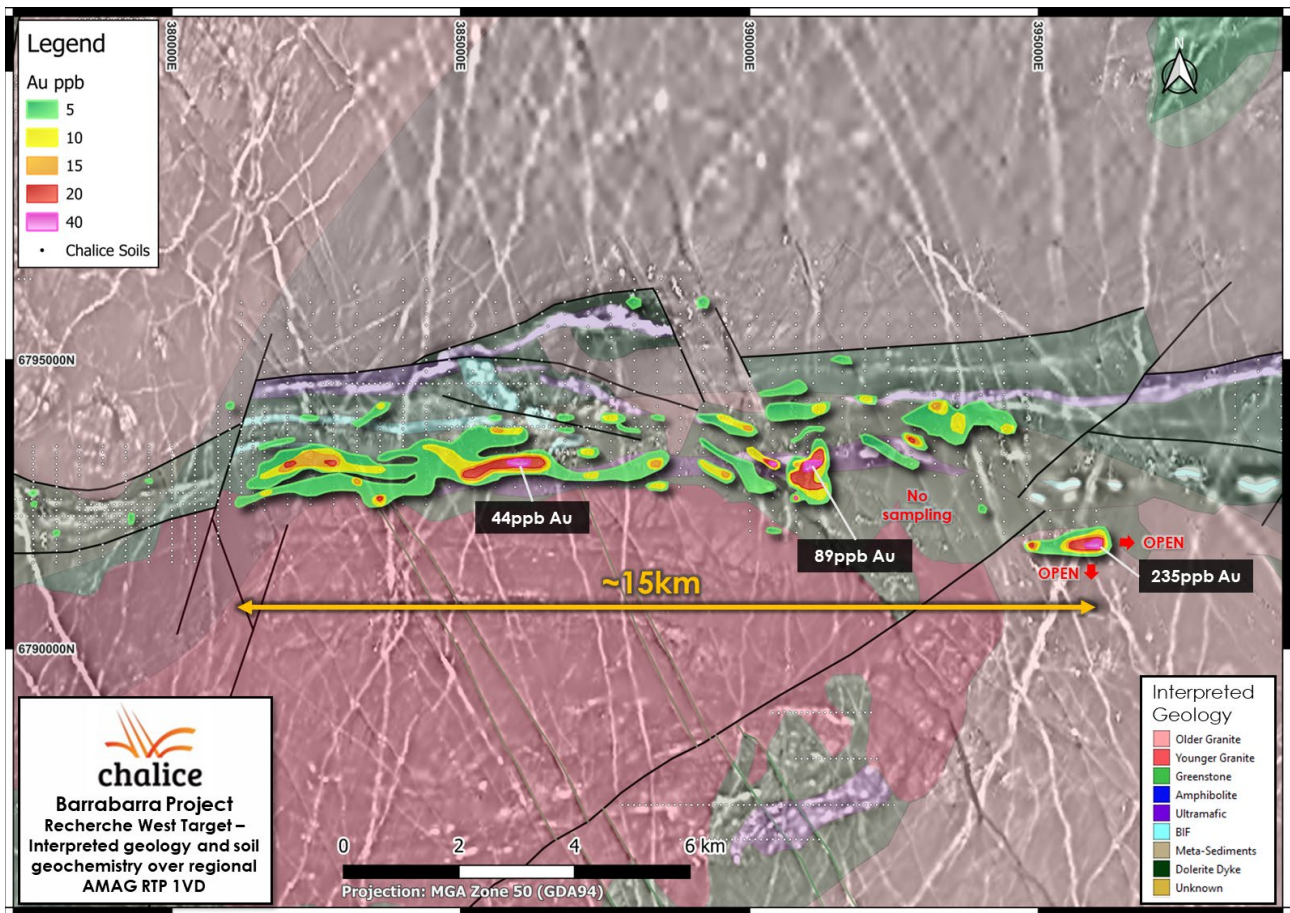 Legend
Au ppb
5
10
15
20
40
Chalice Soils
380000E
385000E
390000E
395000E
N
6795000N
6790000N
44ppb Au
89ppb Au
No
sampling
OPEN
OPEN
235ppb Au
~15km
chalice
Barrabarra Project
Recherche West Target –
Interpreted geology and soil
geochemistry over regional
AMAG RTP 1VD
0 2 4 6 km
Projection: MGA Zone 50 (GDA94)
Interpreted
Geology
Older Granite
Younger Granite
Greenstone
Amphibolite
Ultramafic
BIF
Meta-Sediments
Dolerite Dyke
Unknown